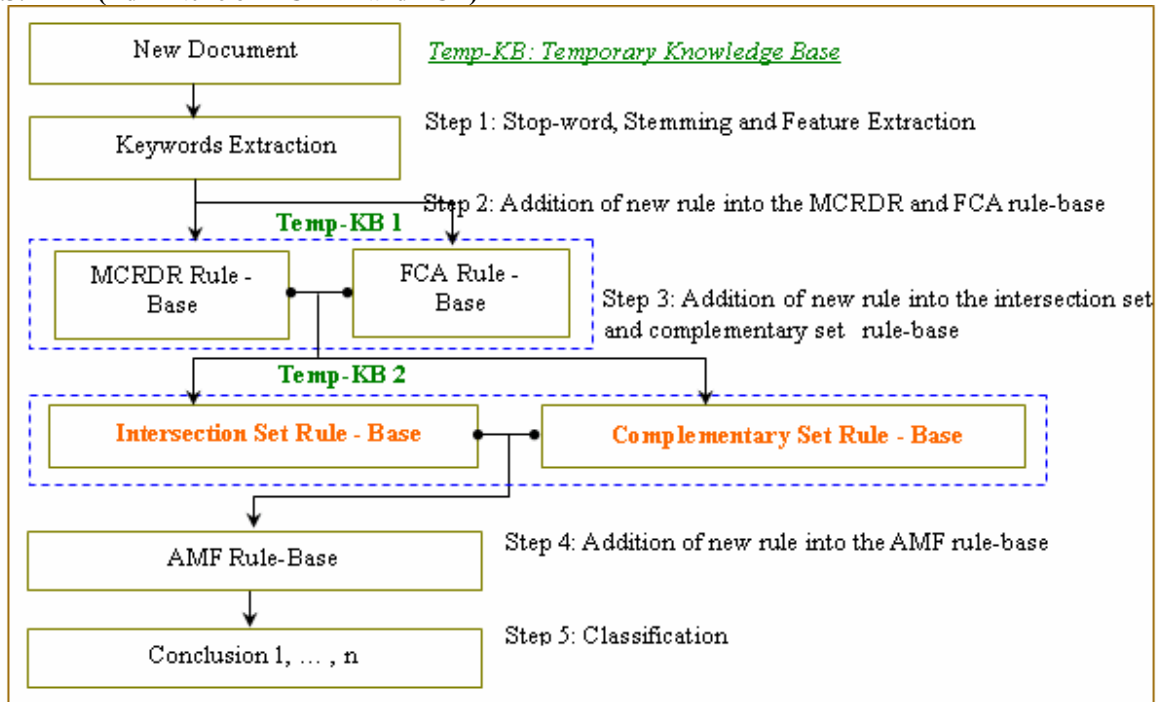 New Document
Temp-KB: Temporary Knowledge Base
Step 1: Stop-word, Stemming and Feature Extraction
Keywords Extraction
Step 2: Addition of new rule into the MCRDR and FCA rule-base
Temp-KB 1
MCRDR Rule -
Base
FCA Rule -
Base
Step 3: Addition of new rule into the intersection set
and complementary set rule-base
Temp-KB 2
Intersection Set Rule - Base
Complementary Set Rule - Base
Step 4: Addition of new rule into the AMF rule-base
AMF Rule-Base
Step 5: Classification
Conclusion 1, ... , n